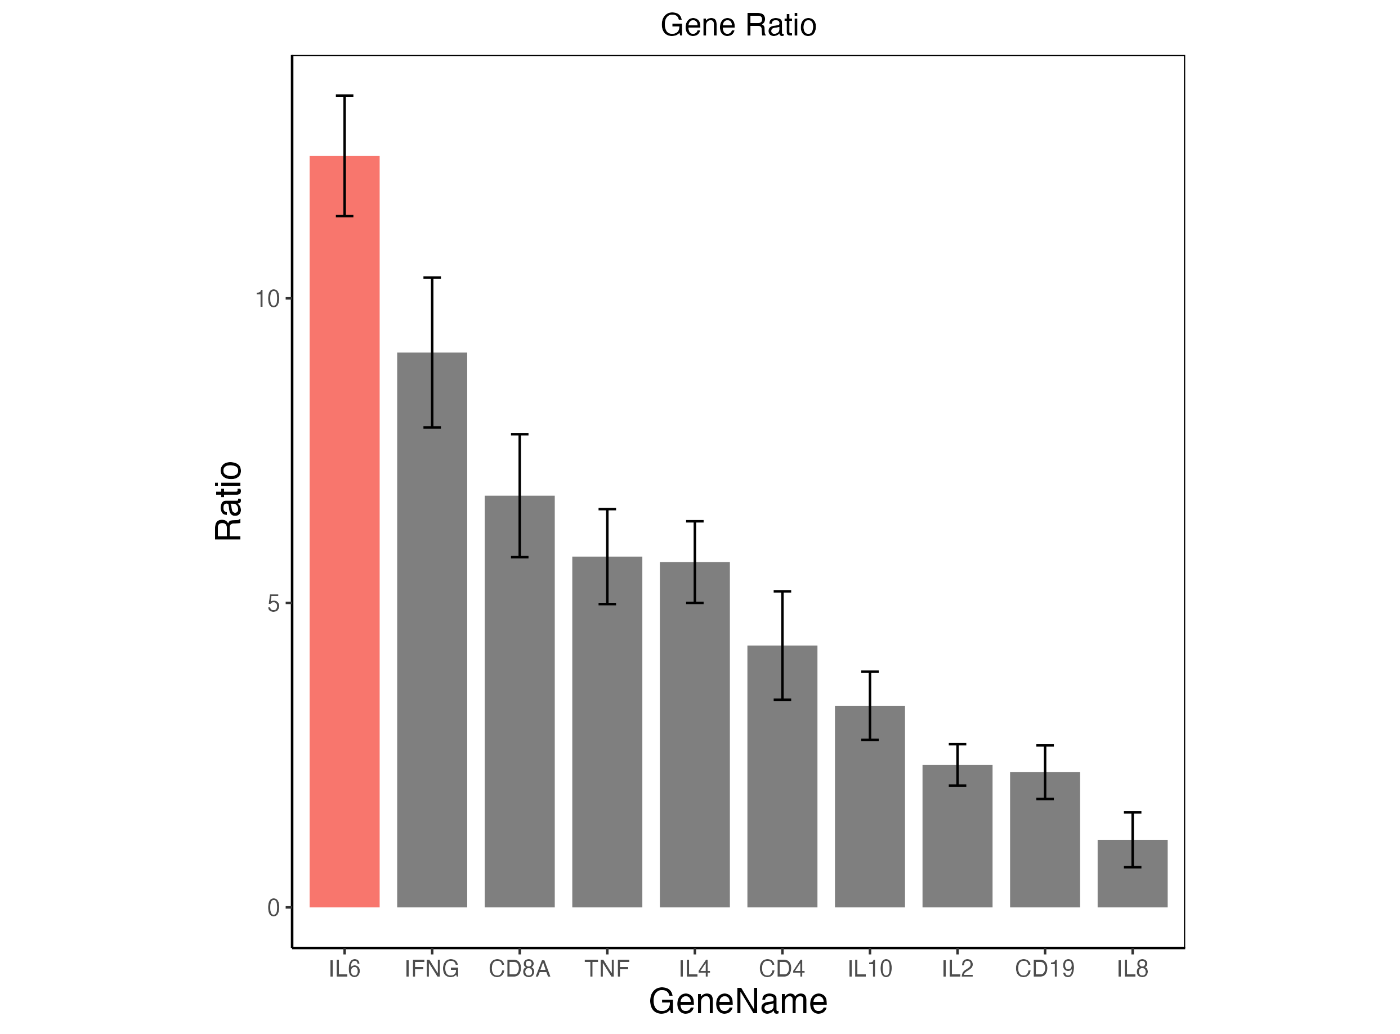 Gene Ratio
Ratio
10
5
0
IL6 IFNG CD8A TNF IL4 CD4 IL10 IL2 CD19 IL8
GeneName